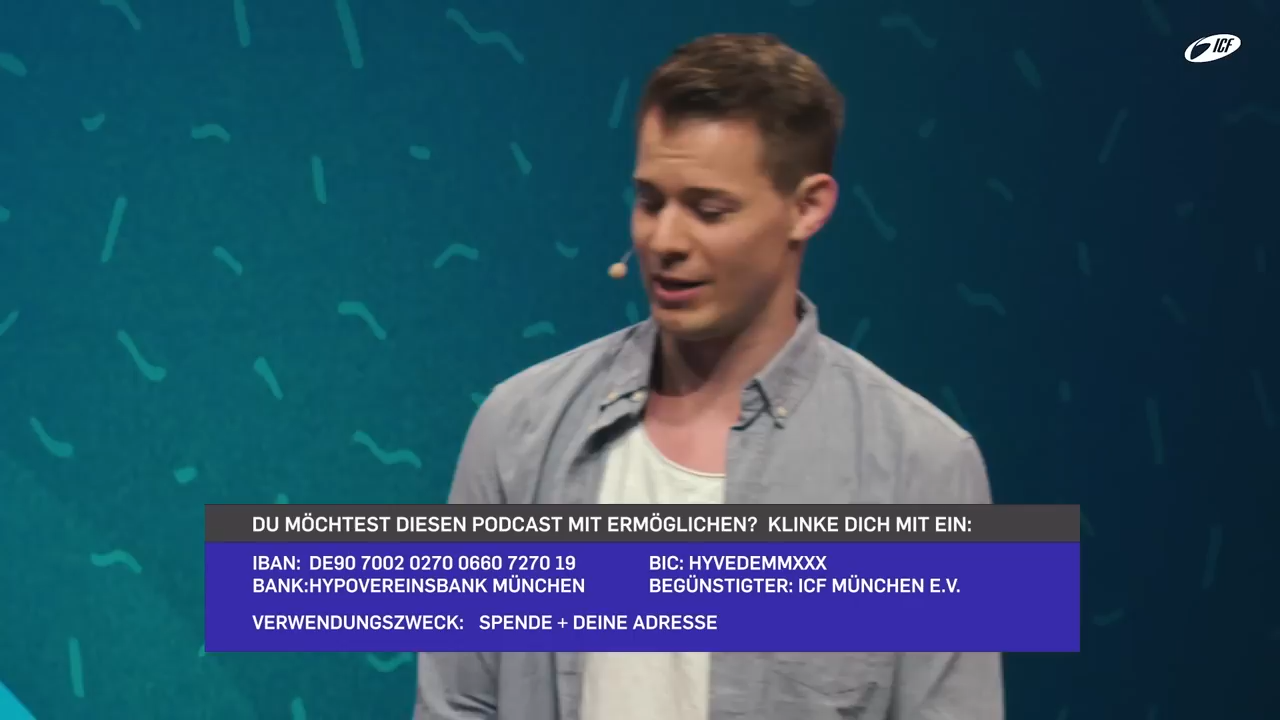 ICF
DU MÖCHTEST DIESEN PODCAST MIT ERMÖGLICHEN? KLINKE DICH MIT EIN:
IBAN: DE90 7002 0270 0660 7270 19
BANK:HYPOVEREINSBANK MÜNCHEN
BIC: HYVEDEMMXXX
BEGÜNSTIGTER: ICF MÜNCHEN E.V.
VERWENDUNGSZWECK: SPENDE + DEINE ADRESSE